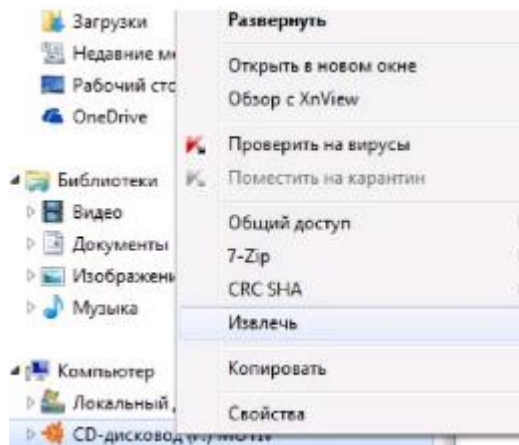 Загрузки
Недавние
Рабочий
OneDrive
Библиотеки
Видео
Документы
Изображен
Музыка
Компьютер
Локальный
CD-дисковод
Развернуть
Открыть в новом окне
Обзор с XnView
Проверить на вирусы
Поместить на карантин
Общий доступ
7-Zip
CRC SHA
Извлечь
Копировать
Свойства